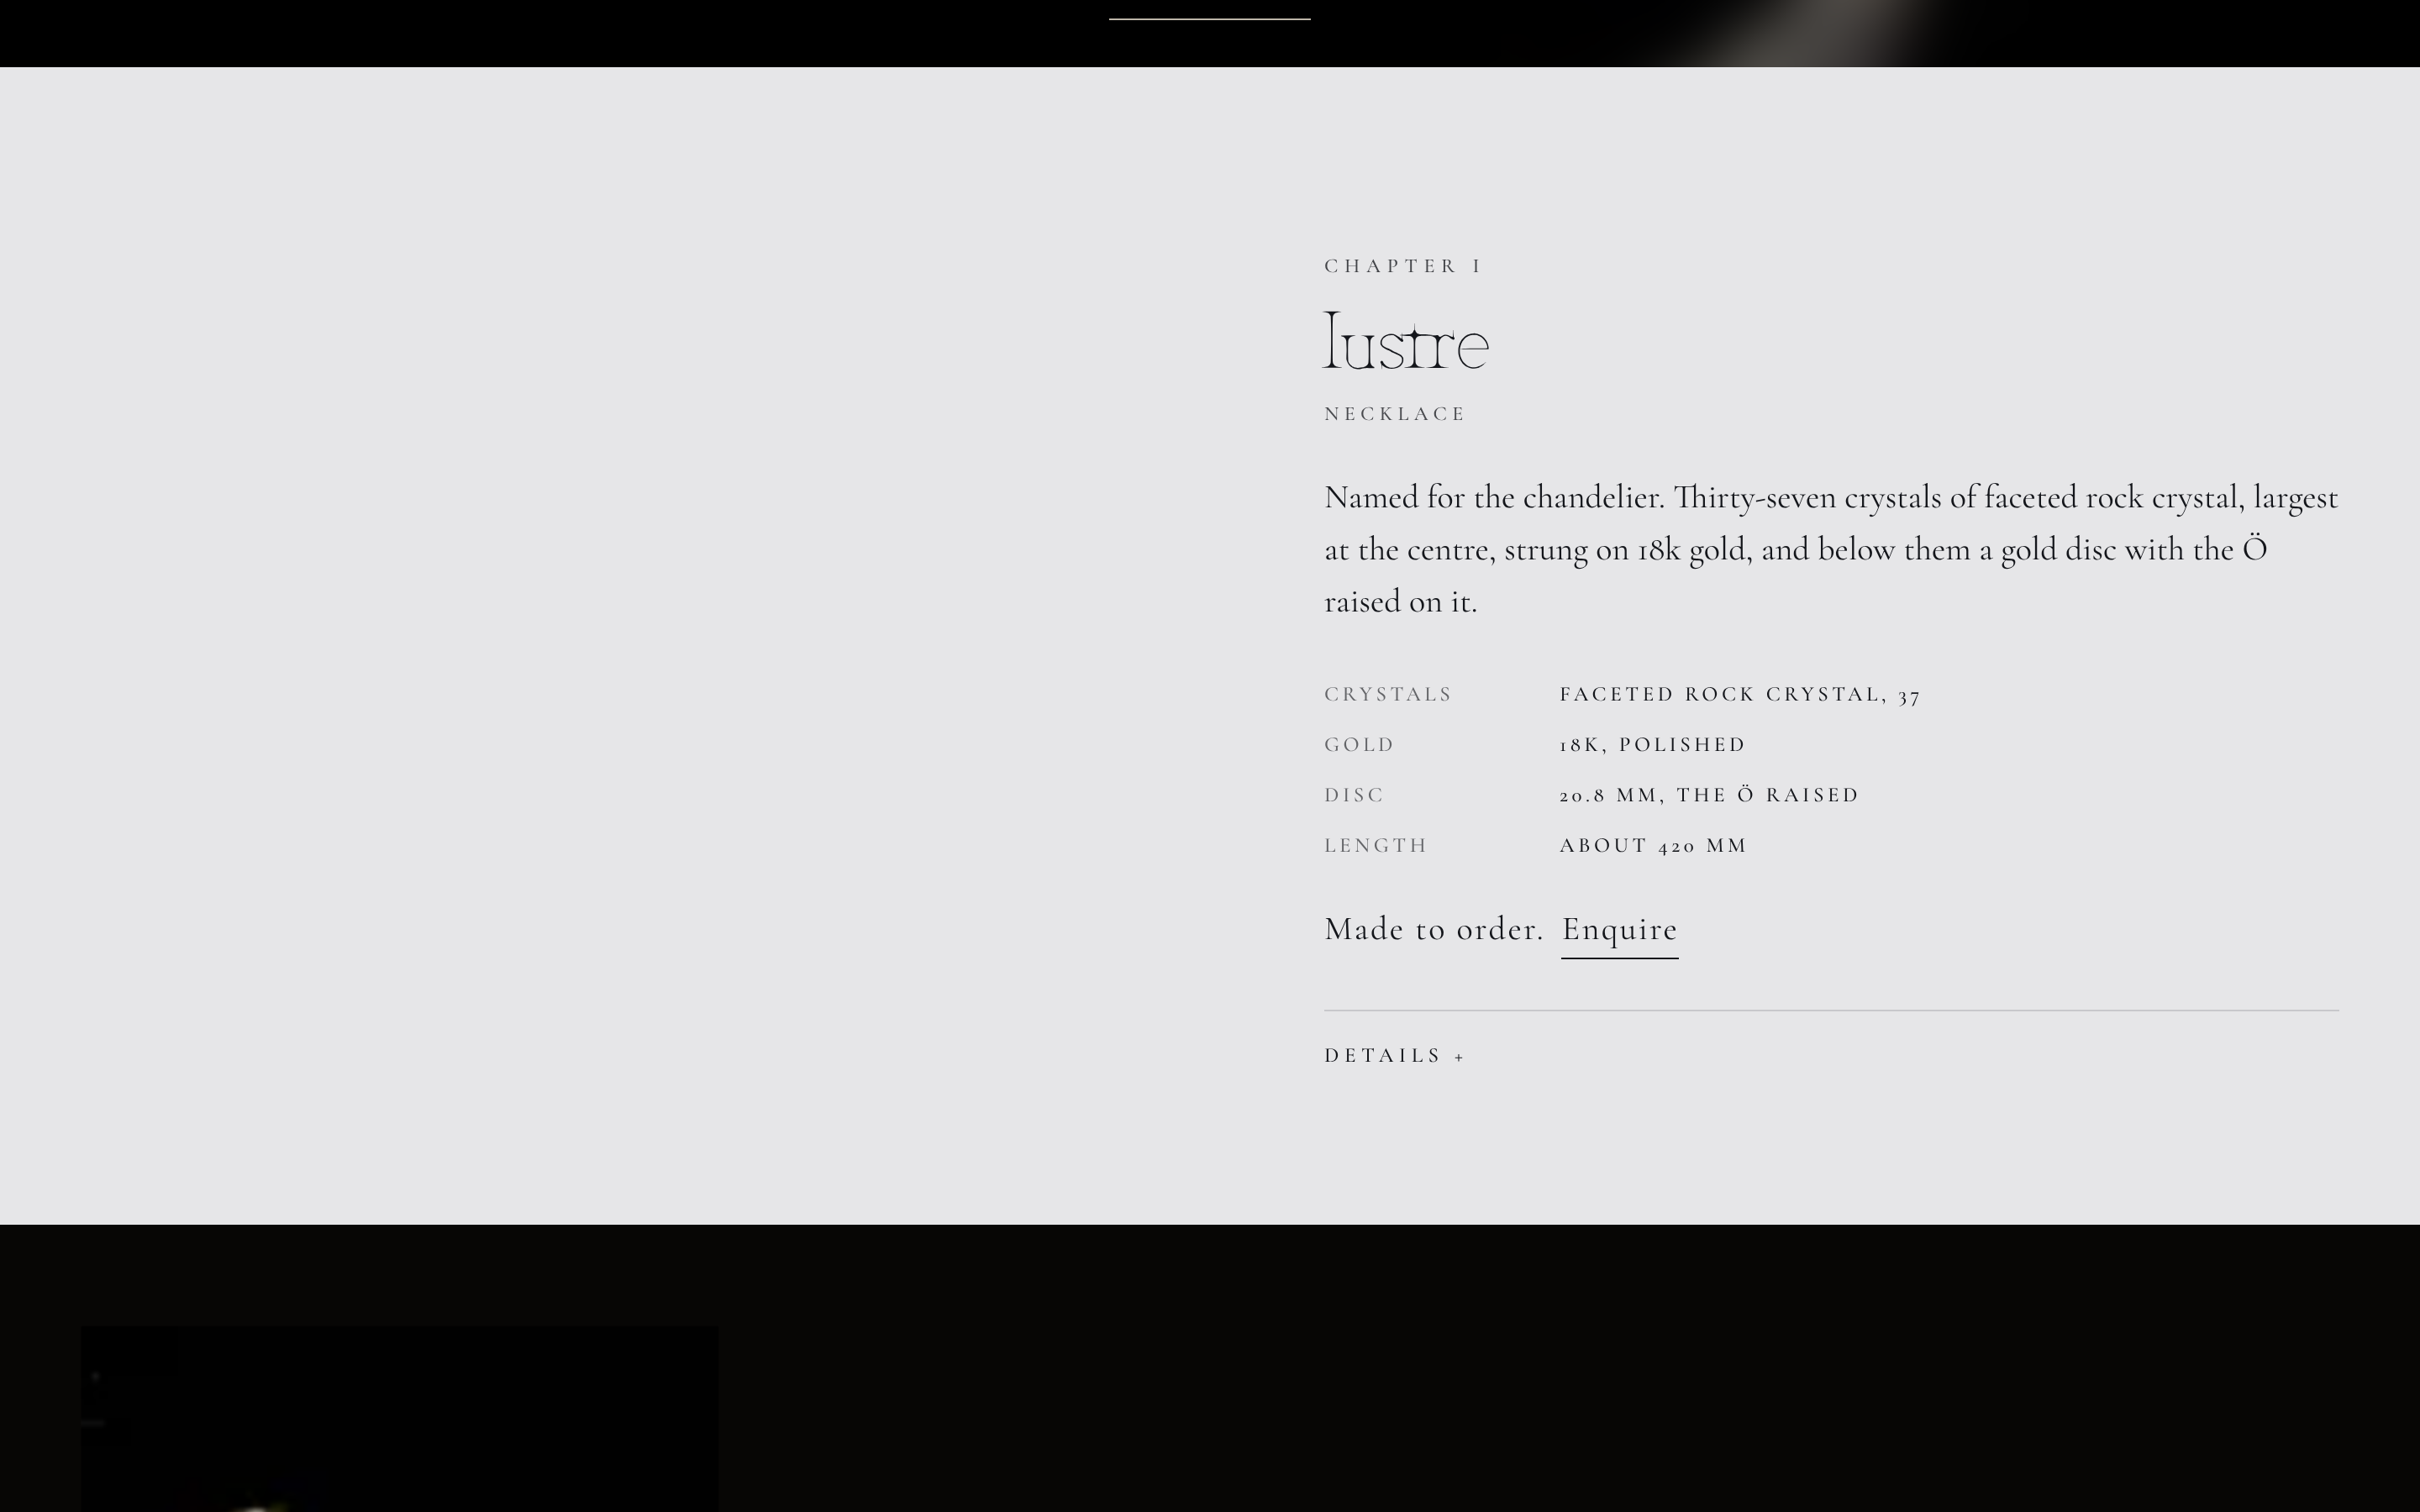 CHAPTER I
lustre
NECKLACE
Named for the chandelier. Thirty-seven crystals of faceted rock crystal, largest
at the centre, strung on 18k gold, and below them a gold disc with the Ö
raised on it.
CRYSTALS FACETED ROCK CRYSTAL, 37
GOLD 18K, POLISHED
DISC 20.8 MM, THE Ö RAISED
LENGTH ABOUT 420 MM
Made to order. Enquire
DETAILS +